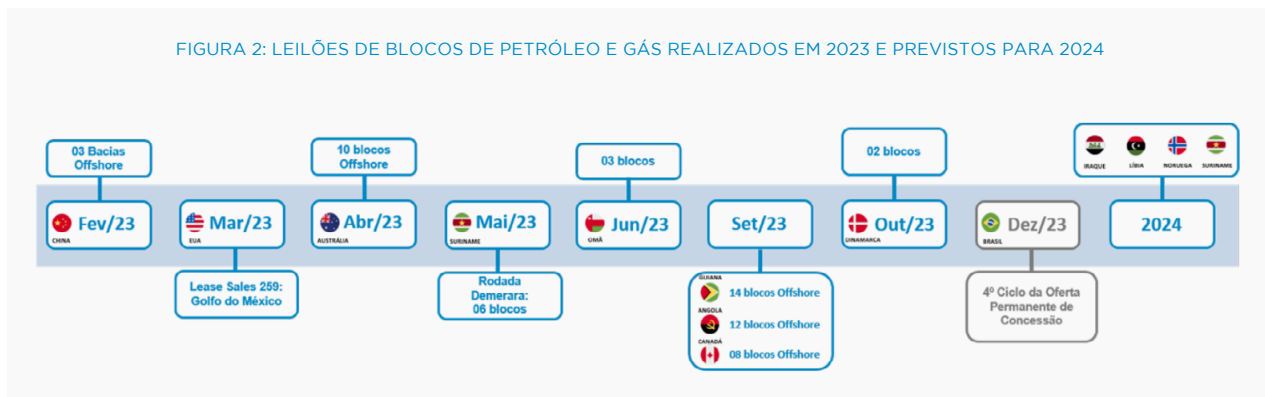 FIGURA 2: LEILÕES DE BLOCOS DE PETRÓLEO E GÁS REALIZADOS EM 2023 E PREVISTOS PARA 2024
03 Bacias
Offshore
Fev/23
CHINA
Mar/23
EUA
Lease Sales 259:
Golfo do México
10 blocos
Offshore
Abr/23
AUSTRÁLIA
Mai/23
SURINAME
Rodada
Demerara:
06 blocos
03 blocos
Jun/23
OMÃ
Set/23
GUIANA
14 blocos Offshore
ANGOLA
12 blocos Offshore
CANADÁ
08 blocos Offshore
02 blocos
Out/23
DINAMARCA
Dez/23
BRASIL
4º Ciclo da Oferta
Permanente de
Concessão
IRAQUE LÍBIA NORUEGA SURINAME
2024